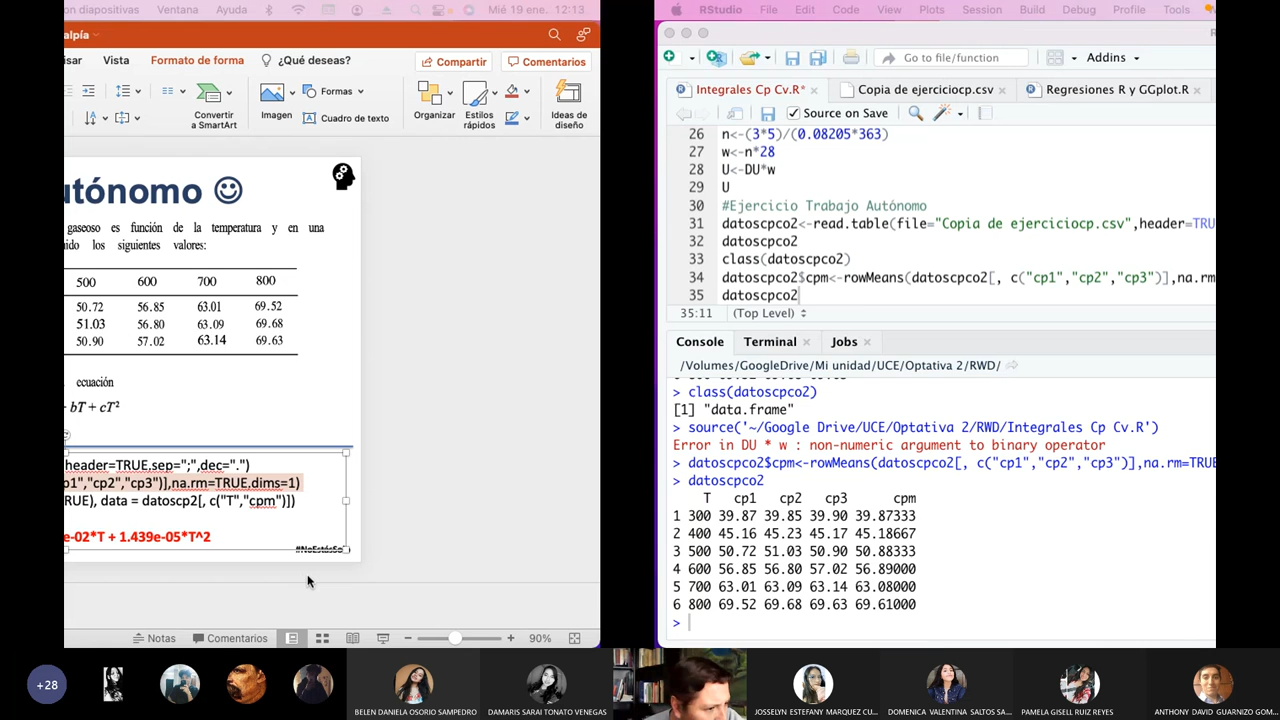 de diapositivas Ventana Ayuda Mié 19 ene. 12:13
alpía
sar Vista Formato de forma ¿Qué deseas? Compartir Comentarios
Convertir a SmartArt
Imagen
Formas
Cuadro de texto
Organizar
Estilos rápidos
Ideas de diseño
utónomo
gaseoso es función de la temperatura y en una
ido los siguientes valores:
500 600 700 800
50.72 56.85 63.01 69.52
51.03 56.80 63.09 69.68
50.90 57.02 63.14 69.63
ecuación
bT + cT²
header=TRUE,sep=";",dec=".")
p1","cp2","cp3")],na.rm=TRUE,dims=1)
RUE), data = datoscp2[, c("T","cpm")])
e-02*T + 1.439e-05*T^2
Notas Comentarios 90%
RStudio File Edit Code View Plots Session Build Debug Profile Tools
Go to file/function Addins
Integrales Cp Cv.R* Copia de ejerciciocp.csv Regresiones R y GGplot.R
Source on Save
26 n<-(3*5)/(0.08205*363)
27 w<-n*28
28 U<-DU*w
29 U
30 #Ejercicio Trabajo Autónomo
31 datoscpco2<-read.table(file="Copia de ejerciciocp.csv",header=TRU
32 datoscpco2
33 class(datoscpco2)
34 datoscpco2$cpm<-rowMeans(datoscpco2[, c("cp1","cp2","cp3")],na.rm
35 datoscpco2
35:11 (Top Level)
Console Terminal Jobs
/Volumes/GoogleDrive/Mi unidad/UCE/Optativa 2/RWD/
> class(datoscpco2)
[1] "data.frame"
> source('~/Google Drive/UCE/Optativa 2/RWD/Integrales Cp Cv.R')
Error in DU * w : non-numeric argument to binary operator
> datoscpco2$cpm<-rowMeans(datoscpco2[, c("cp1","cp2","cp3")],na.rm=TRUE
> datoscpco2
T cp1 cp2 cp3 cpm
1 300 39.87 39.85 39.90 39.87333
2 400 45.16 45.23 45.17 45.18667
3 500 50.72 51.03 50.90 50.88333
4 600 56.85 56.80 57.02 56.89000
5 700 63.01 63.09 63.14 63.08000
6 800 69.52 69.68 69.63 69.61000
>
+28 BELEN DANIELA OSORIO SAMPEDRO DAMARIS SARAI TONATO VENEGAS JOSSELYN ESTEFANY MARQUEZ CU... DOMENICA VALENTINA SALTOS SA... PAMELA GISELL RUIZ REYES ANTHONY DAVID GUARNIZO GOM...